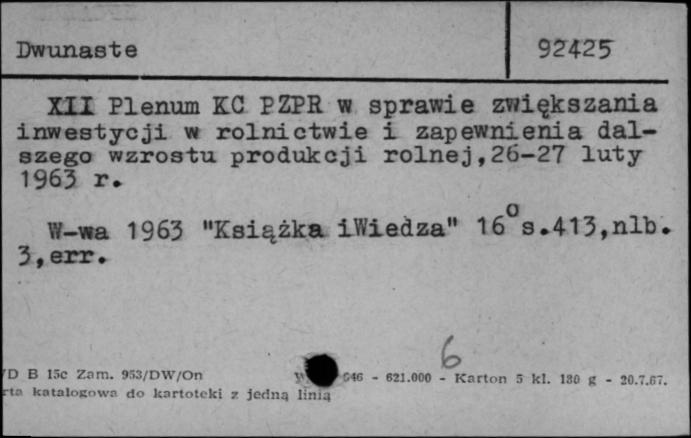 Dwunaste 92425
XII Plenum KC PZPR w sprawie zwiększania
inwestycji w rolnictwie i zapewnienia dal-
szego wzrostu produkcji rolnej,26-27 luty
1963 r.
W-wa 1963 "Książka iWiedza" 16° s.413,nlb.
3,err.
6
/D B 15c Zam. 953/DW/On 646 - 621.000 - Karton 5 kl. 180 g - 20.7.67.
rta katalogowa do kartoteki z jedną linią